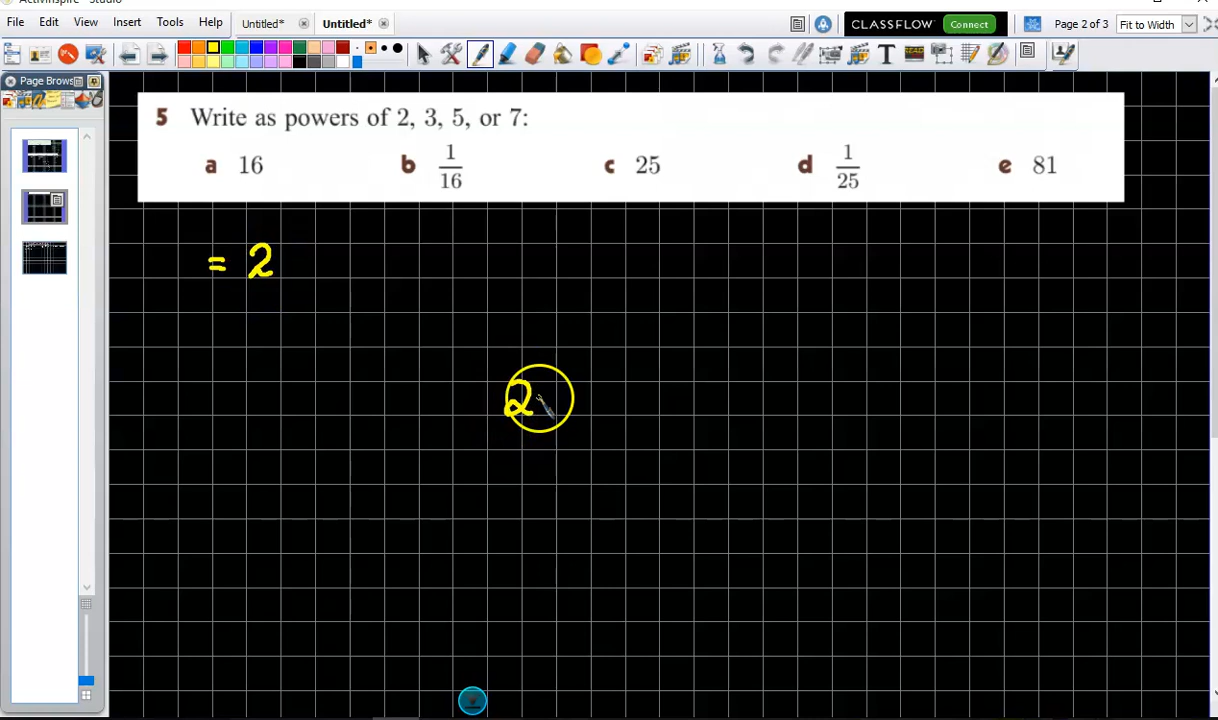 ActivInspire - Studio
File Edit View Insert Tools Help Untitled* Untitled* CLASSFLOW Connect Page 2 of 3 Fit to Width
Page Brows
5 Write as powers of 2, 3, 5, or 7:
a 16 b 1/16 c 25 d 1/25 e 81
= 2
2